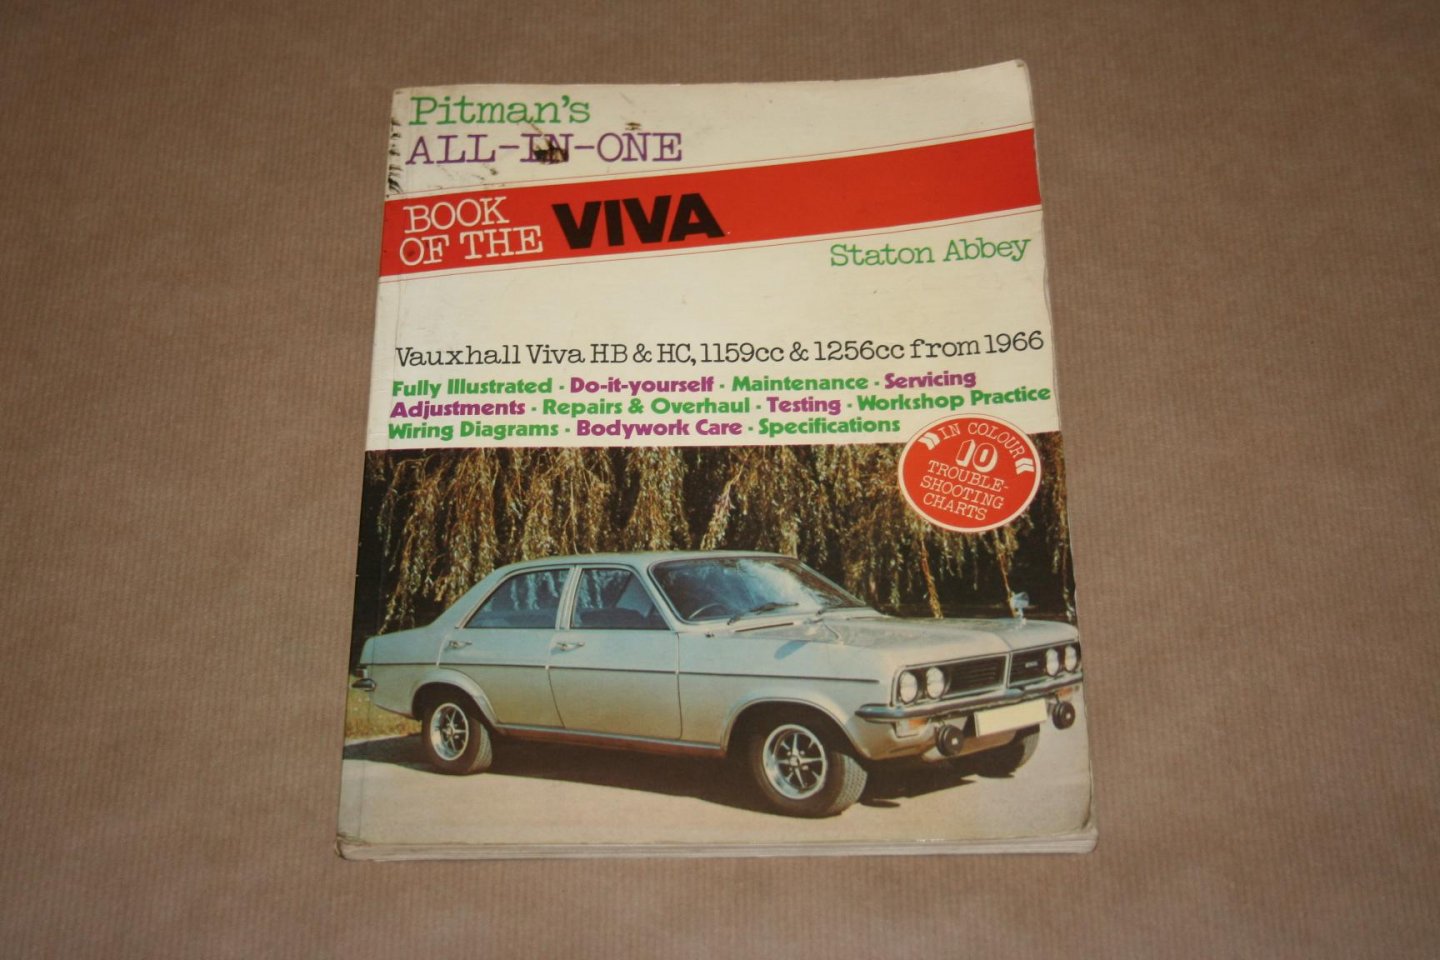 Pitman's
ALL-IN-ONE
BOOK
OF THE VIVA
Staton Abbey
Vauxhall Viva HB & HC, 1159cc & 1256cc from 1966
Fully Illustrated · Do-it-yourself · Maintenance · Servicing
Adjustments · Repairs & Overhaul · Testing · Workshop Practice
Wiring Diagrams · Bodywork Care · Specifications
IN COLOUR
10
TROUBLE-
SHOOTING
CHARTS